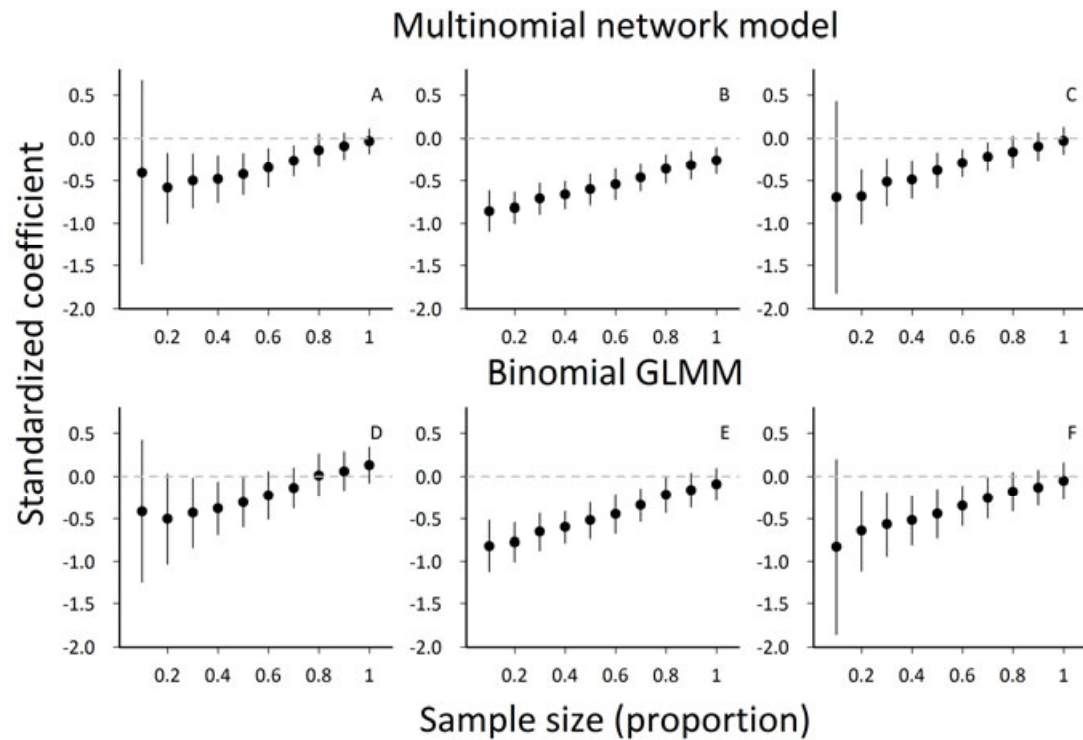 Multinomial network model
Standardized coefficient
0.5 A
0.0
-0.5
-1.0
-1.5
-2.0
0.2 0.4 0.6 0.8 1
0.5 B
0.0
-0.5
-1.0
-1.5
-2.0
0.2 0.4 0.6 0.8 1
0.5 C
0.0
-0.5
-1.0
-1.5
-2.0
0.2 0.4 0.6 0.8 1
Binomial GLMM
0.5 D
0.0
-0.5
-1.0
-1.5
-2.0
0.2 0.4 0.6 0.8 1
0.5 E
0.0
-0.5
-1.0
-1.5
-2.0
0.2 0.4 0.6 0.8 1
0.5 F
0.0
-0.5
-1.0
-1.5
-2.0
0.2 0.4 0.6 0.8 1
Sample size (proportion)